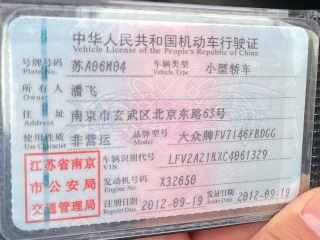 中华人民共和国机动车行驶证
Vehicle License of the People's Republic of China
号牌号码 苏A06M04 车辆类型 小型轿车
Plate No. Vehicle Type
所有人 潘飞
Owner
住址 南京市玄武区北京东路63号
Address
使用性质 非营运 品牌型号 大众牌FV7146FBDGG
Use Character Model
江苏省南京市公安局交通管理局
车辆识别代号 LFV2A21KXC4061329
VIN
发动机号码 X32650
Engine No.
注册日期 2012-09-19 发证日期 2012-09-19
Register Date Issue Date